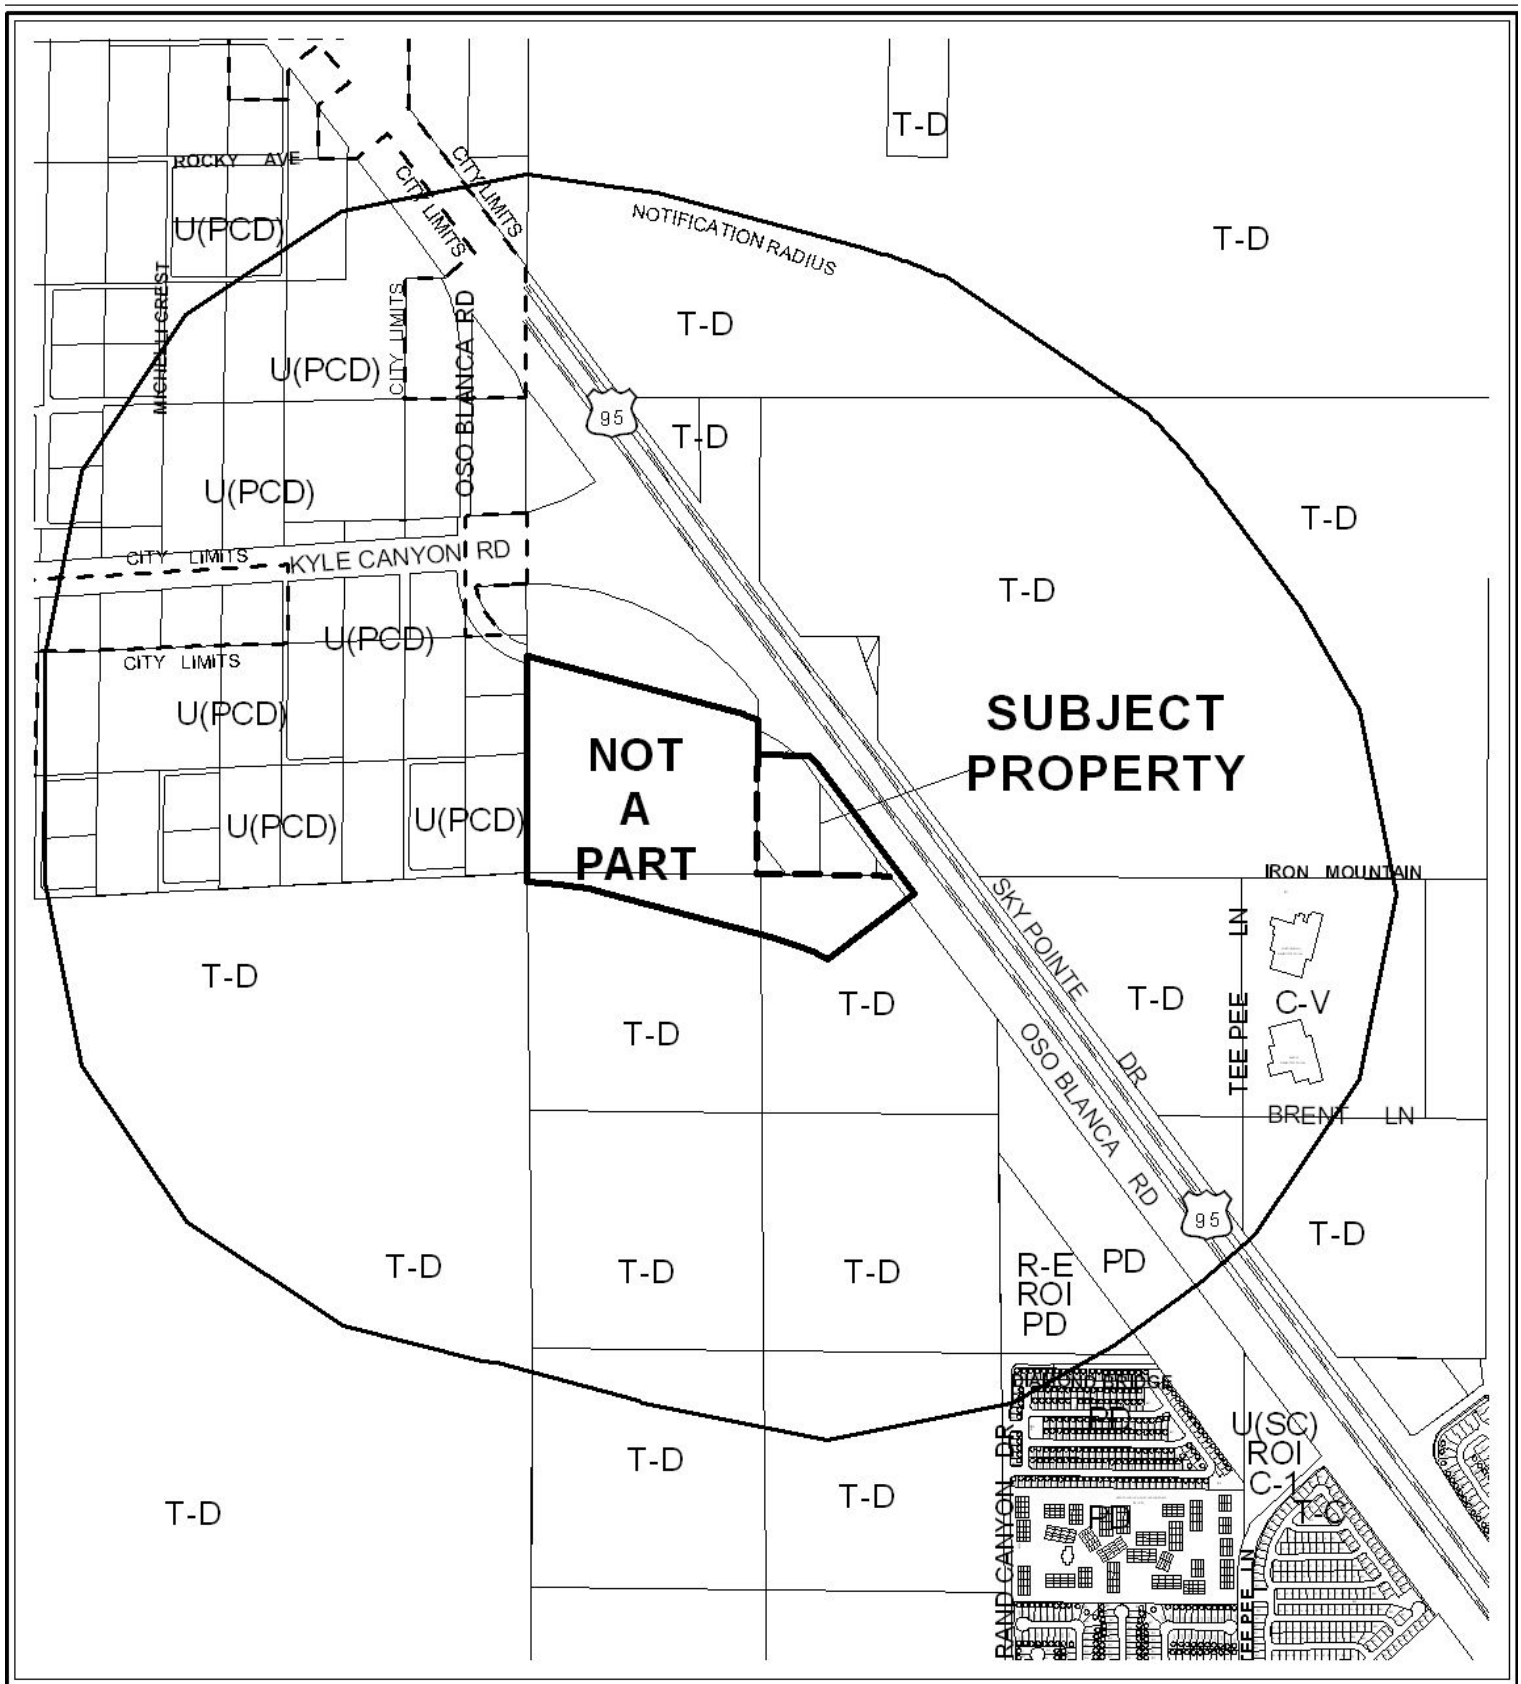 T-D
CITY LIMITS
ROCKY AVE
CITY LIMITS
U(PCD)
NOTIFICATION RADIUS
T-D
MICHELLI CREST
CITY LIMITS
OSO BLANCA RD
T-D
U(PCD)
95
T-D
U(PCD)
T-D
CITY LIMITS
KYLE CANYON RD
T-D
U(PCD)
CITY LIMITS
U(PCD)
SUBJECT
PROPERTY
NOT
A
PART
U(PCD)
U(PCD)
IRON MOUNTAIN
SKY POINTE DR
TEE PEE LN
T-D
T-D
T-D
C-V
T-D
OSO BLANCA RD
BRENT LN
95
T-D
T-D
T-D
T-D
R-E
ROI
PD
PD
DIAMOND BRIDGE
PD
U(SC)
ROI
C-1
T-C
T-D
T-D
T-D
RAND CANYON DR
PD
TEE PEE LN